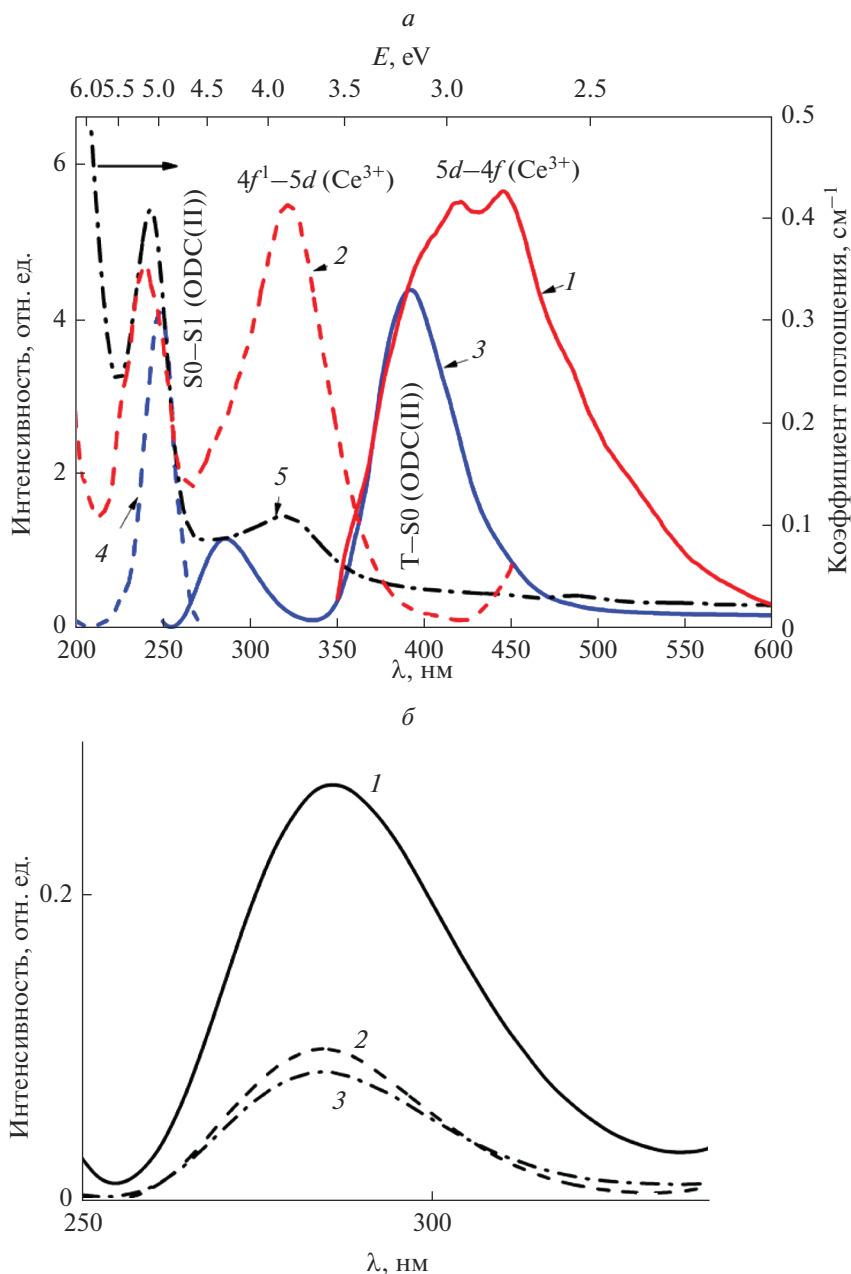 а
E, eV
6.0 5.5 5.0 4.5 4.0 3.5 3.0 2.5
Интенсивность, отн. ед.
6
4
2
0
S0–S1 (ODC(II))
4f¹–5d (Ce³⁺)
5d–4f (Ce³⁺)
2
1
3
4
5
T–S0 (ODC(II))
0.5
0.4
0.3
0.2
0.1
0
Коэффициент поглощения, см⁻¹
200 250 300 350 400 450 500 550 600
λ, нм
б
Интенсивность, отн. ед.
0.2
0
1
2
3
250 300
λ, нм